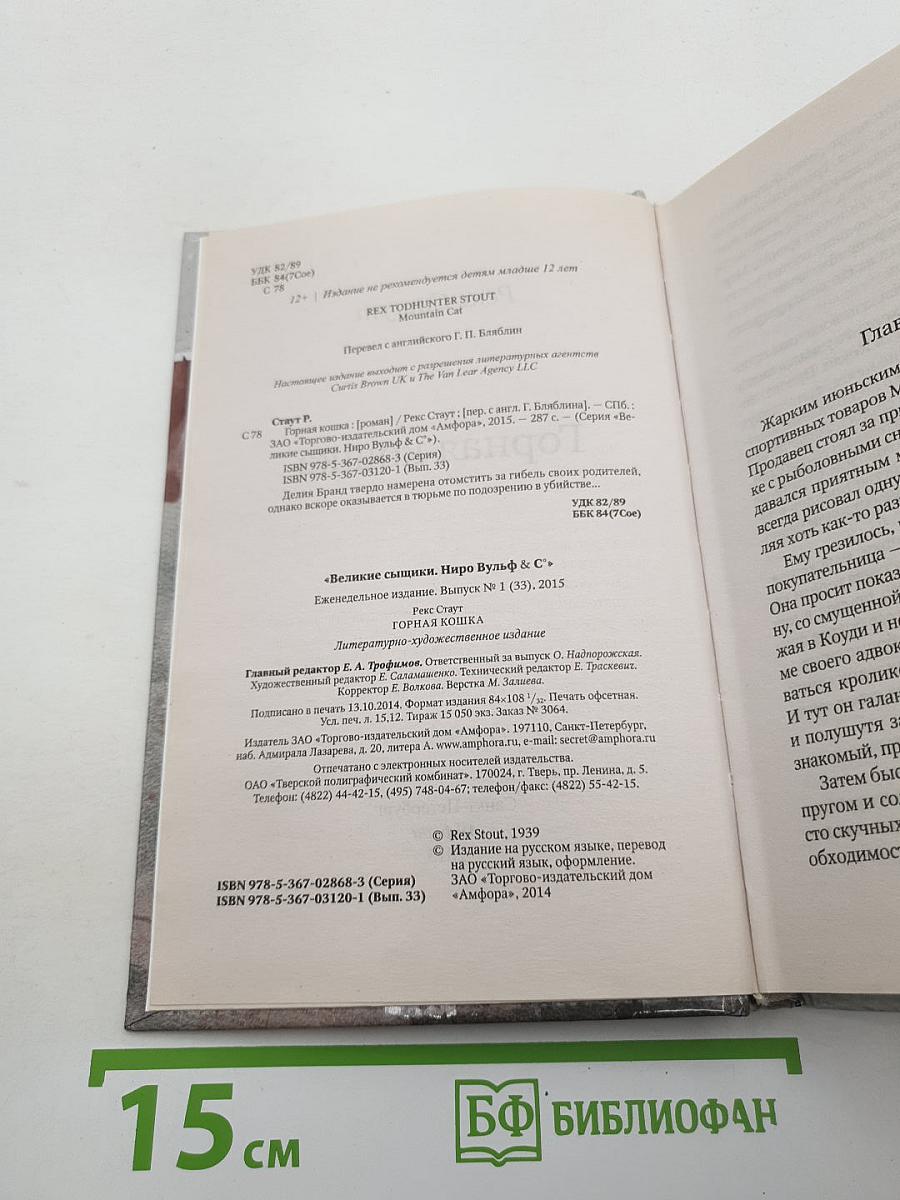 УДК 82/89
ББК 84(7Сое)
С 78
12+ | Издание не рекомендуется детям младше 12 лет
REX TODHUNTER STOUT
Mountain Cat
Перевел с английского Г. П. Бляблин
Настоящее издание выходит с разрешения литературных агентств
Curtis Brown UK и The Van Lear Agency LLC
Стаут Р.
С 78 Горная кошка : [роман] / Рекс Стаут ; [пер. с англ. Г. Бляблина]. — СПб. :
ЗАО «Торгово-издательский дом «Амфора», 2015. — 287 с. — (Серия «Ве-
ликие сыщики. Ниро Вульф & С°»).
ISBN 978-5-367-02868-3 (Серия)
ISBN 978-5-367-03120-1 (Вып. 33)
Делия Бранд твердо намерена отомстить за гибель своих родителей,
однако вскоре оказывается в тюрьме по подозрению в убийстве...
УДК 82/89
ББК 84(7Сое)
«Великие сыщики. Ниро Вульф & С°»
Еженедельное издание. Выпуск № 1 (33), 2015
Рекс Стаут
ГОРНАЯ КОШКА
Литературно-художественное издание
Главный редактор Е. А. Трофимов. Ответственный за выпуск О. Надпорожская.
Художественный редактор Е. Саламашенко. Технический редактор Е. Траскевич.
Корректор Е. Волкова. Верстка М. Залиева.
Подписано в печать 13.10.2014. Формат издания 84×108 1/32. Печать офсетная.
Усл. печ. л. 15,12. Тираж 15 050 экз. Заказ № 3064.
Издатель ЗАО «Торгово-издательский дом «Амфора». 197110, Санкт-Петербург,
наб. Адмирала Лазарева, д. 20, литера А. www.amphora.ru, e-mail: secret@amphora.ru
Отпечатано с электронных носителей издательства.
ОАО «Тверской полиграфический комбинат». 170024, г. Тверь, пр. Ленина, д. 5.
Телефон: (4822) 44-42-15, (495) 748-04-67; телефон/факс: (4822) 55-42-15.
© Rex Stout, 1939
© Издание на русском языке, перевод
на русский язык, оформление.
ЗАО «Торгово-издательский дом
«Амфора», 2014
ISBN 978-5-367-02868-3 (Серия)
ISBN 978-5-367-03120-1 (Вып. 33)
Глав
Жарким июньским
спортивных товаров М
Продавец стоял за при
ке с рыболовными сн
давался приятным м
всегда рисовал одну
ляя хоть как-то раз
Ему грезилось,
покупательница —
Она просит показ
ну, со смущенной
жая в Коуди и не
ме своего адвок
ваться кролико
И тут он галан
и полушутя за
знакомый, пр
Затем быс
пругом и со
сто скучных
обходимос
15 см
БФ БИБЛИОФАН